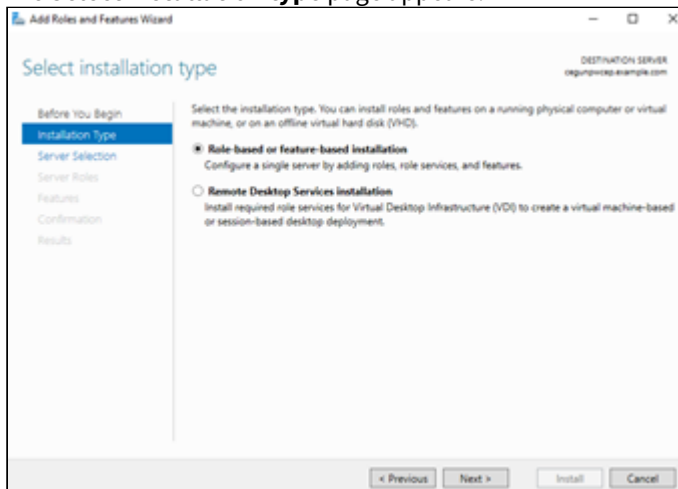 Add Roles and Features Wizard
Select installation type
DESTINATION SERVER
Before You Begin
Installation Type
Server Selection
Server Roles
Features
Confirmation
Results
Select the installation type. You can install roles and features on a running physical computer or virtual
machine, or on an offline virtual hard disk (VHD).
Role-based or feature-based installation
Configure a single server by adding roles, role services, and features.
Remote Desktop Services installation
Install required role services for Virtual Desktop Infrastructure (VDI) to create a virtual machine-based
or session-based desktop deployment.
< Previous
Next >
Install
Cancel